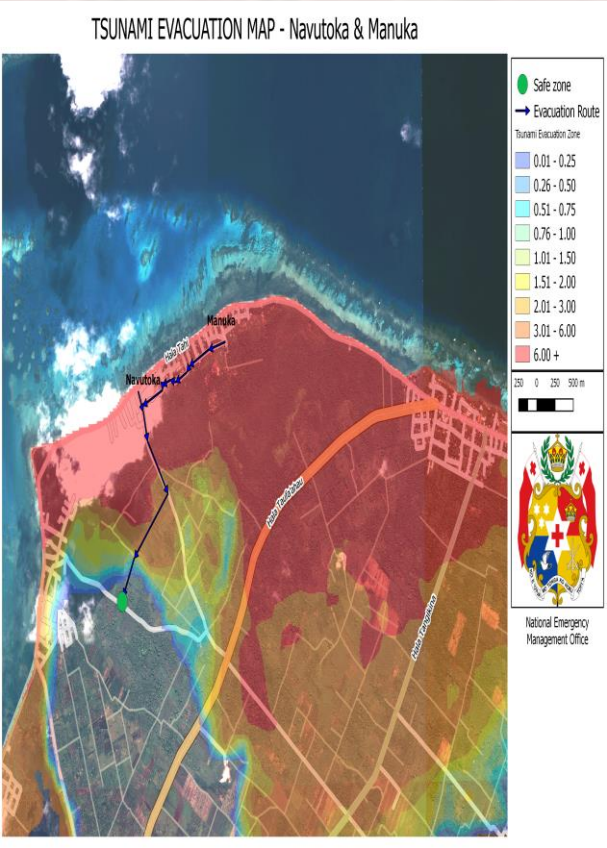 TSUNAMI EVACUATION MAP - Navutoka & Manuka
Safe zone
Evacuation Route
Tsunami Evacuation Zone
0.01 - 0.25
0.26 - 0.50
0.51 - 0.75
0.76 - 1.00
1.01 - 1.50
1.51 - 2.00
2.01 - 3.00
3.01 - 6.00
6.00 +
250 0 250 500 m
National Emergency
Management Office
Manuka
Hala Tahi
Navutoka
Hala
Hala